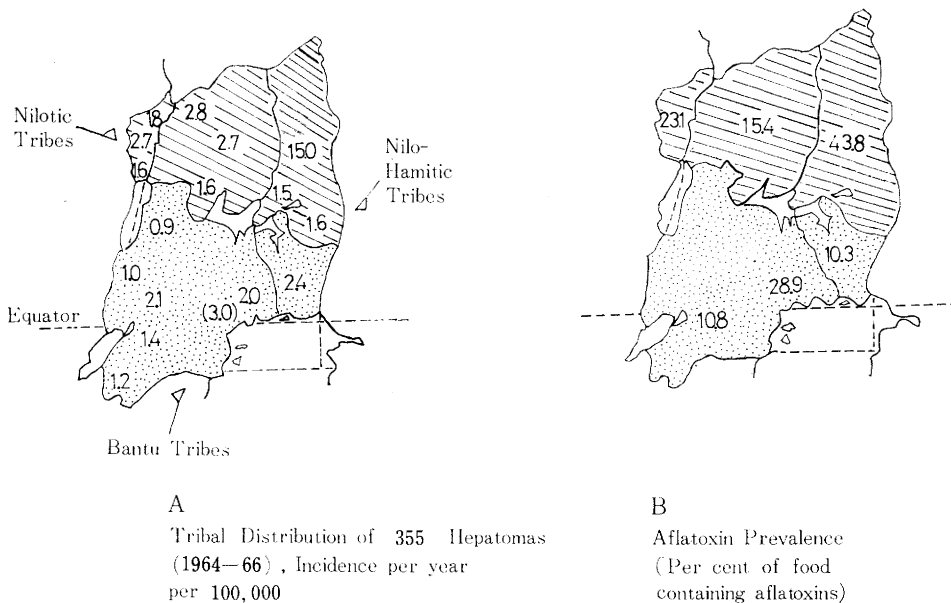 Nilotic
Tribes
1.8
2.8
2.7
2.7
15.0
1.6
1.6
1.5
1.6
Nilo-
Hamitic
Tribes
0.9
1.0
2.4
2.1
2.0
(3.0)
Equator
1.4
1.2
Bantu Tribes
A
Tribal Distribution of 355 Hepatomas
(1964—66) , Incidence per year
per 100,000
23.1
15.4
43.8
10.3
28.9
10.8
B
Aflatoxin Prevalence
(Per cent of food
containing aflatoxins)